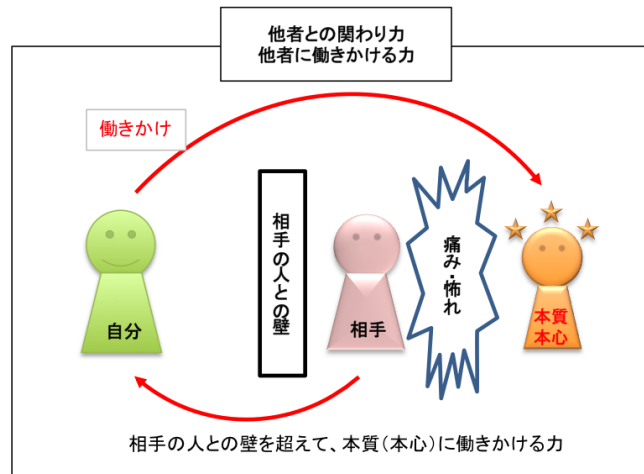 他者との関わり力
他者に働きかける力
働きかけ
相手の人との壁
痛み・怖れ
自分
相手
本質
本心
相手の人との壁を超えて、本質(本心)に働きかける力